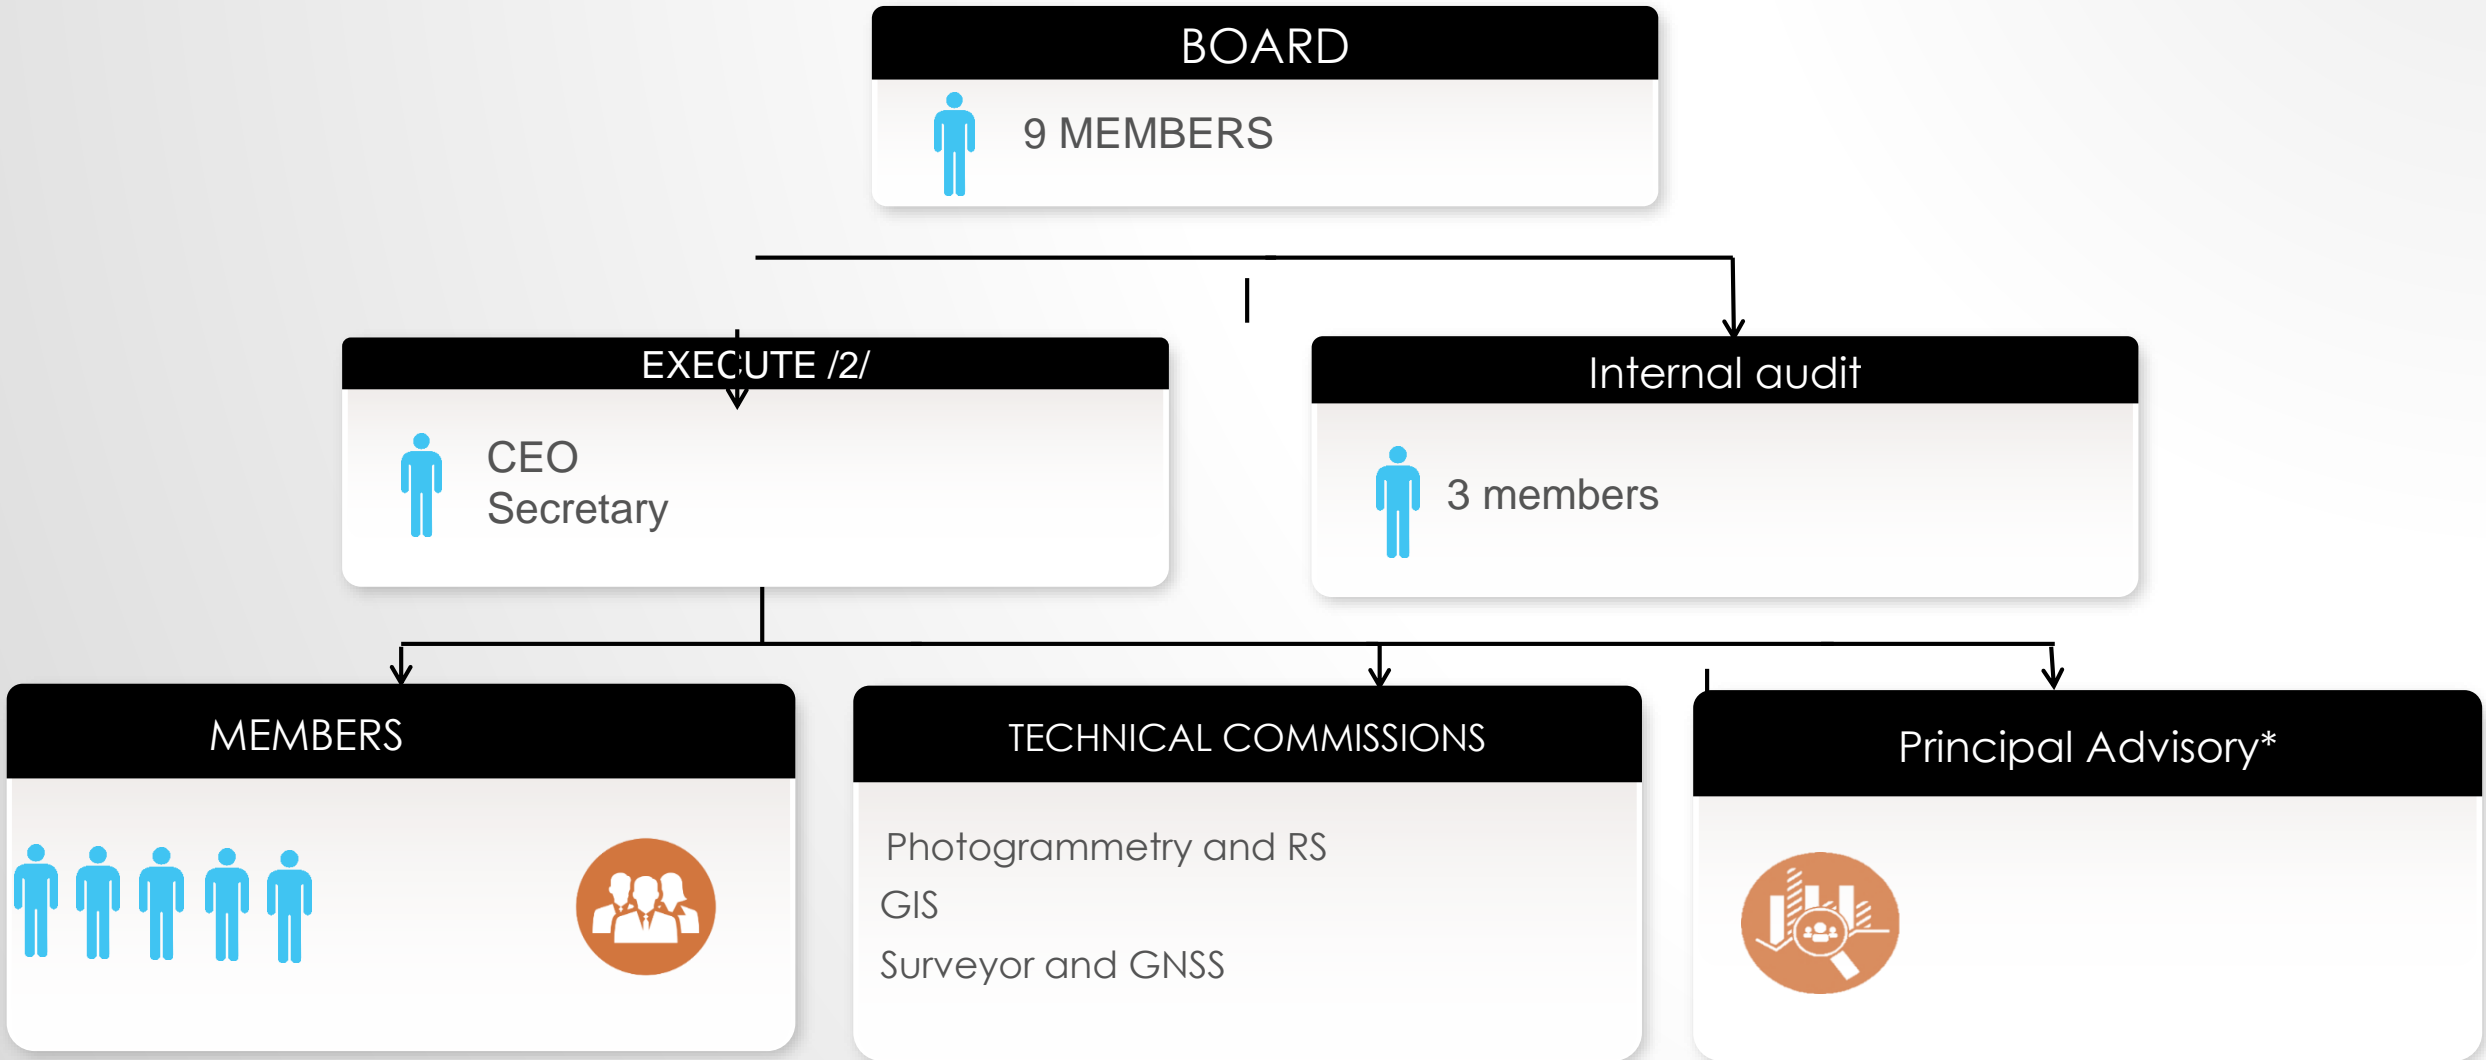 BOARD
9 MEMBERS
EXECUTE /2/
CEO
Secretary
Internal audit
3 members
MEMBERS
TECHNICAL COMMISSIONS
Photogrammetry and RS
GIS
Surveyor and GNSS
Principal Advisory*